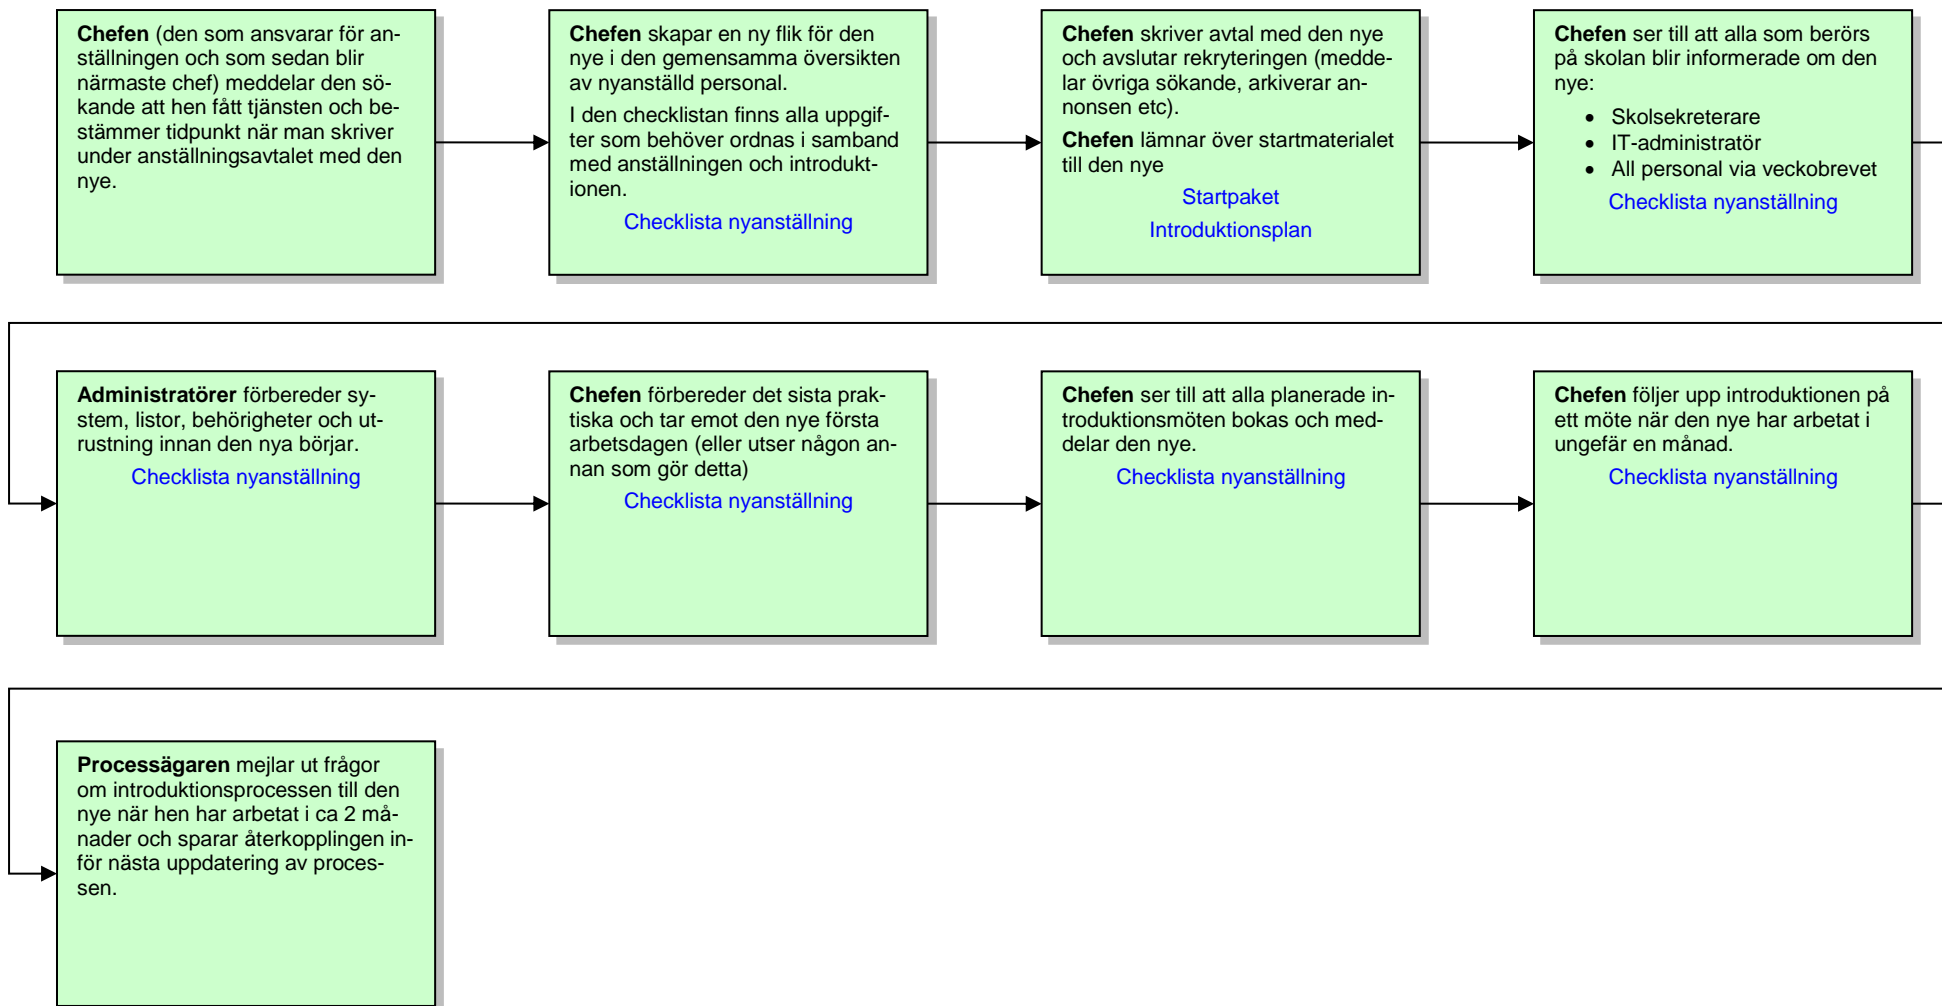 Chefen (den som ansvarar för an-
ställningen och som sedan blir
närmaste chef) meddelar den sö-
kande att hen fått tjänsten och be-
stämmer tidpunkt när man skriver
under anställningsavtalet med den
nye.
Chefen skapar en ny flik för den
nye i den gemensamma översikten
av nyanställd personal.
I den checklistan finns alla uppgif-
ter som behöver ordnas i samband
med anställningen och introdukt-
ionen.
Checklista nyanställning
Chefen skriver avtal med den nye
och avslutar rekryteringen (medde-
lar övriga sökande, arkiverar an-
nonsen etc).
Chefen lämnar över startmaterialet
till den nye
Startpaket
Introduktionsplan
Chefen ser till att alla som berörs
på skolan blir informerade om den
nye:
• Skolsekreterare
• IT-administratör
• All personal via veckobrevet
Checklista nyanställning
Administratörer förbereder sy-
stem, listor, behörigheter och ut-
rustning innan den nya börjar.
Checklista nyanställning
Chefen förbereder det sista prak-
tiska och tar emot den nye första
arbetsdagen (eller utser någon an-
nan som gör detta)
Checklista nyanställning
Chefen ser till att alla planerade in-
troduktionsmöten bokas och med-
delar den nye.
Checklista nyanställning
Chefen följer upp introduktionen på
ett möte när den nye har arbetat i
ungefär en månad.
Checklista nyanställning
Processägaren mejlar ut frågor
om introduktionsprocessen till den
nye när hen har arbetat i ca 2 må-
nader och sparar återkopplingen in-
för nästa uppdatering av proces-
sen.